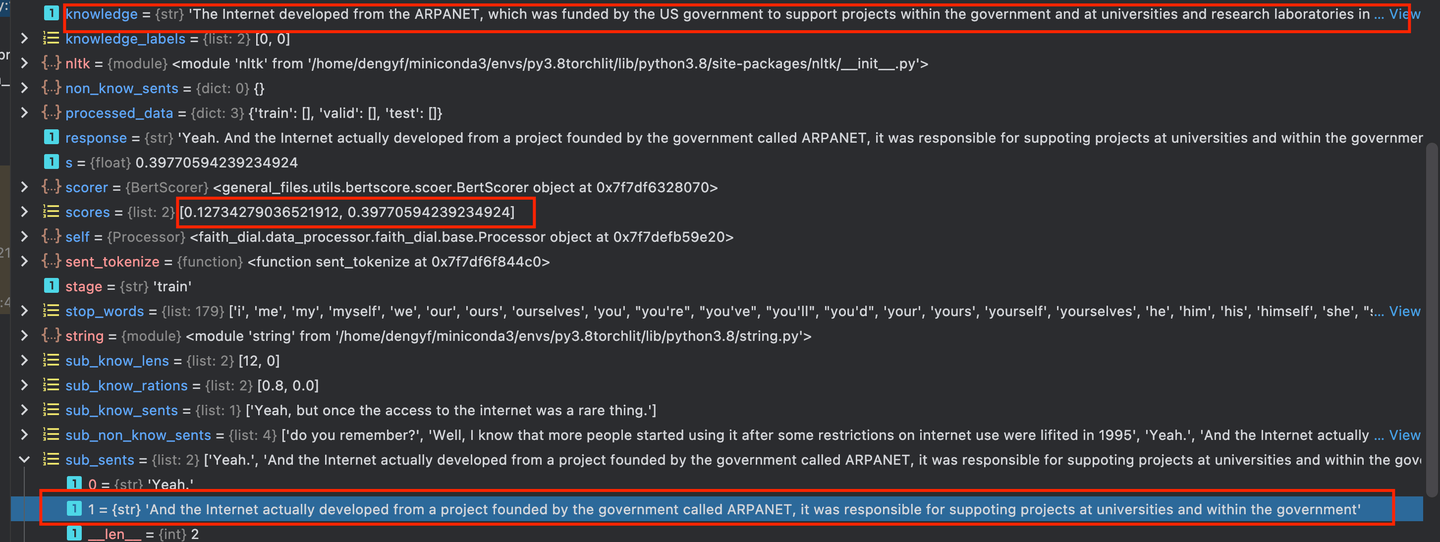 y:
knowledge = {str} 'The Internet developed from the ARPANET, which was funded by the US government to support projects within the government and at universities and research laboratories in ... View
knowledge_labels = {list: 2} [0, 0]
nltk = {module} <module 'nltk' from '/home/dengyf/miniconda3/envs/py3.8torchlit/lib/python3.8/site-packages/nltk/__init__.py'>
non_know_sents = {dict: 0} {}
processed_data = {dict: 3} {'train': [], 'valid': [], 'test': []}
response = {str} 'Yeah. And the Internet actually developed from a project founded by the government called ARPANET, it was responsible for suppoting projects at universities and within the governmer
s = {float} 0.39770594239234924
scorer = {BertScorer} <general_files.utils.bertscore.scoer.BertScorer object at 0x7f7df6328070>
scores = {list: 2} [0.12734279036521912, 0.39770594239234924]
self = {Processor} <faith_dial.data_processor.faith_dial.base.Processor object at 0x7f7defb59e20>
sent_tokenize = {function} <function sent_tokenize at 0x7f7df6f844c0>
stage = {str} 'train'
stop_words = {list: 179} ['i', 'me', 'my', 'myself', 'we', 'our', 'ours', 'ourselves', 'you', "you're", "you've", "you'll", "you'd", 'your', 'yours', 'yourself', 'yourselves', 'he', 'him', 'his', 'himself', 'she', "s... View
string = {module} <module 'string' from '/home/dengyf/miniconda3/envs/py3.8torchlit/lib/python3.8/string.py'>
sub_know_lens = {list: 2} [12, 0]
sub_know_rations = {list: 2} [0.8, 0.0]
sub_know_sents = {list: 1} ['Yeah, but once the access to the internet was a rare thing.']
sub_non_know_sents = {list: 4} ['do you remember?', 'Well, I know that more people started using it after some restrictions on internet use were lifited in 1995', 'Yeah.', 'And the Internet actually ... View
sub_sents = {list: 2} ['Yeah.', 'And the Internet actually developed from a project founded by the government called ARPANET, it was responsible for suppoting projects at universities and within the gov
0 = {str} 'Yeah.'
1 = {str} 'And the Internet actually developed from a project founded by the government called ARPANET, it was responsible for suppoting projects at universities and within the government'
__len__ = {int} 2